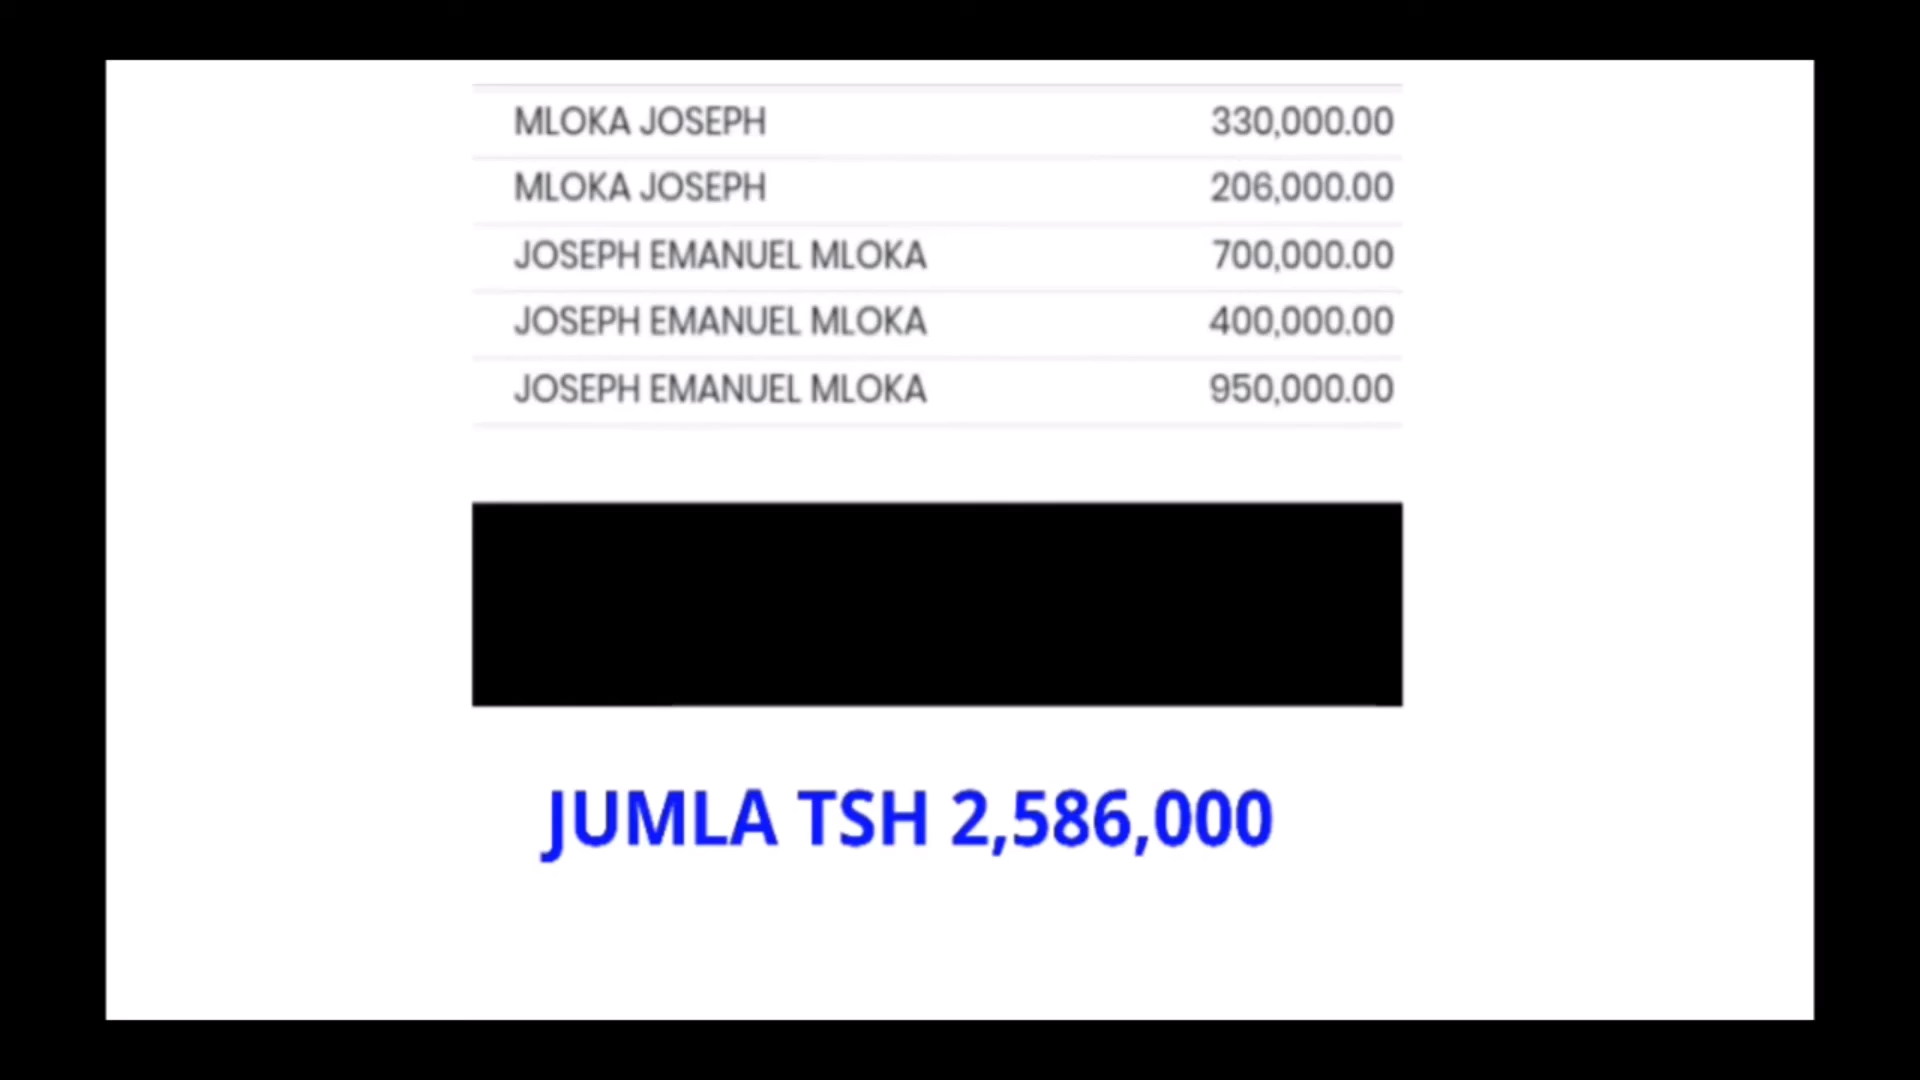 MLOKA JOSEPH 330,000.00
MLOKA JOSEPH 206,000.00
JOSEPH EMANUEL MLOKA 700,000.00
JOSEPH EMANUEL MLOKA 400,000.00
JOSEPH EMANUEL MLOKA 950,000.00
JUMLA TSH 2,586,000